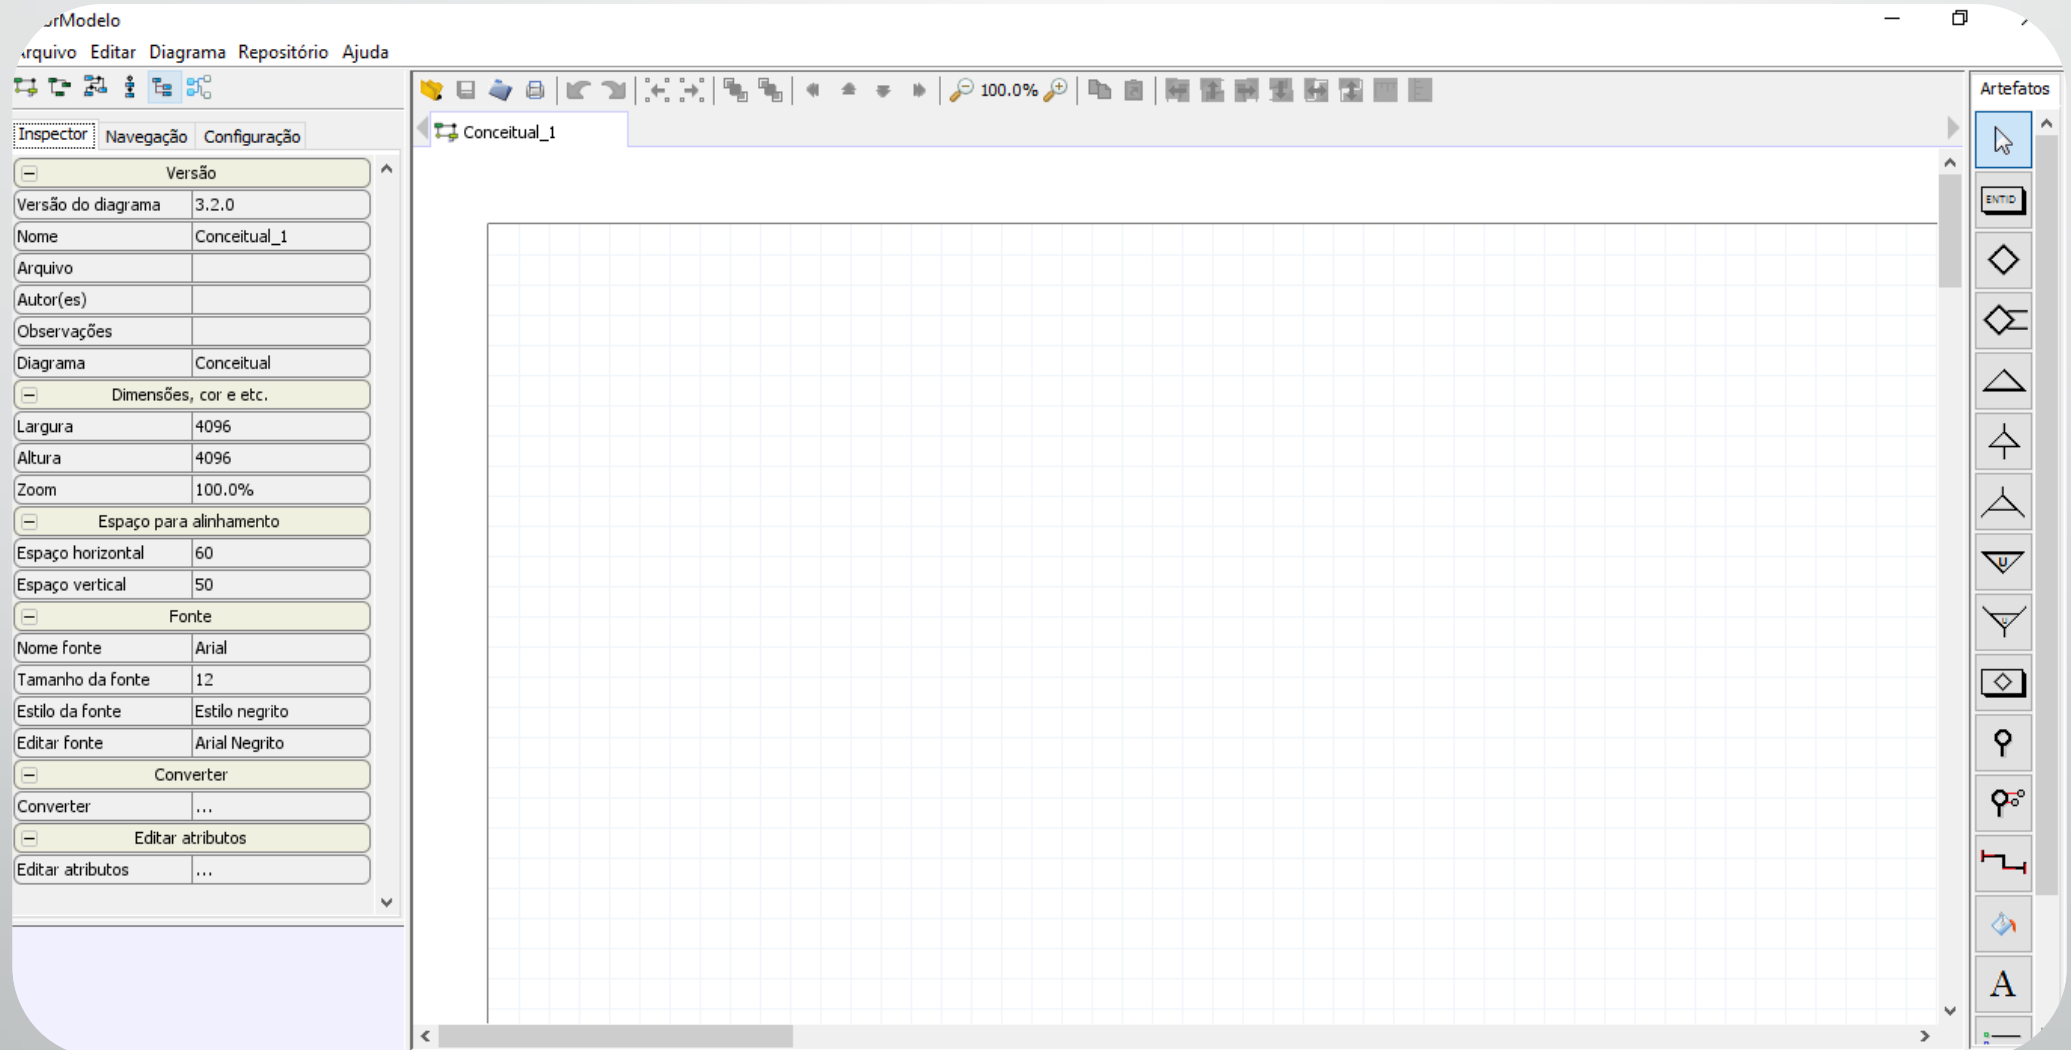 orModelo
Arquivo Editar Diagrama Repositório Ajuda
100.0%
Artefatos
Inspector Navegação Configuração
Conceitual_1
Versão
Versão do diagrama 3.2.0
Nome Conceitual_1
Arquivo
Autor(es)
Observações
Diagrama Conceitual
Dimensões, cor e etc.
Largura 4096
Altura 4096
Zoom 100.0%
Espaço para alinhamento
Espaço horizontal 60
Espaço vertical 50
Fonte
Nome fonte Arial
Tamanho da fonte 12
Estilo da fonte Estilo negrito
Editar fonte Arial Negrito
Converter
Converter ...
Editar atributos
Editar atributos ...
ENTID
U
U
A